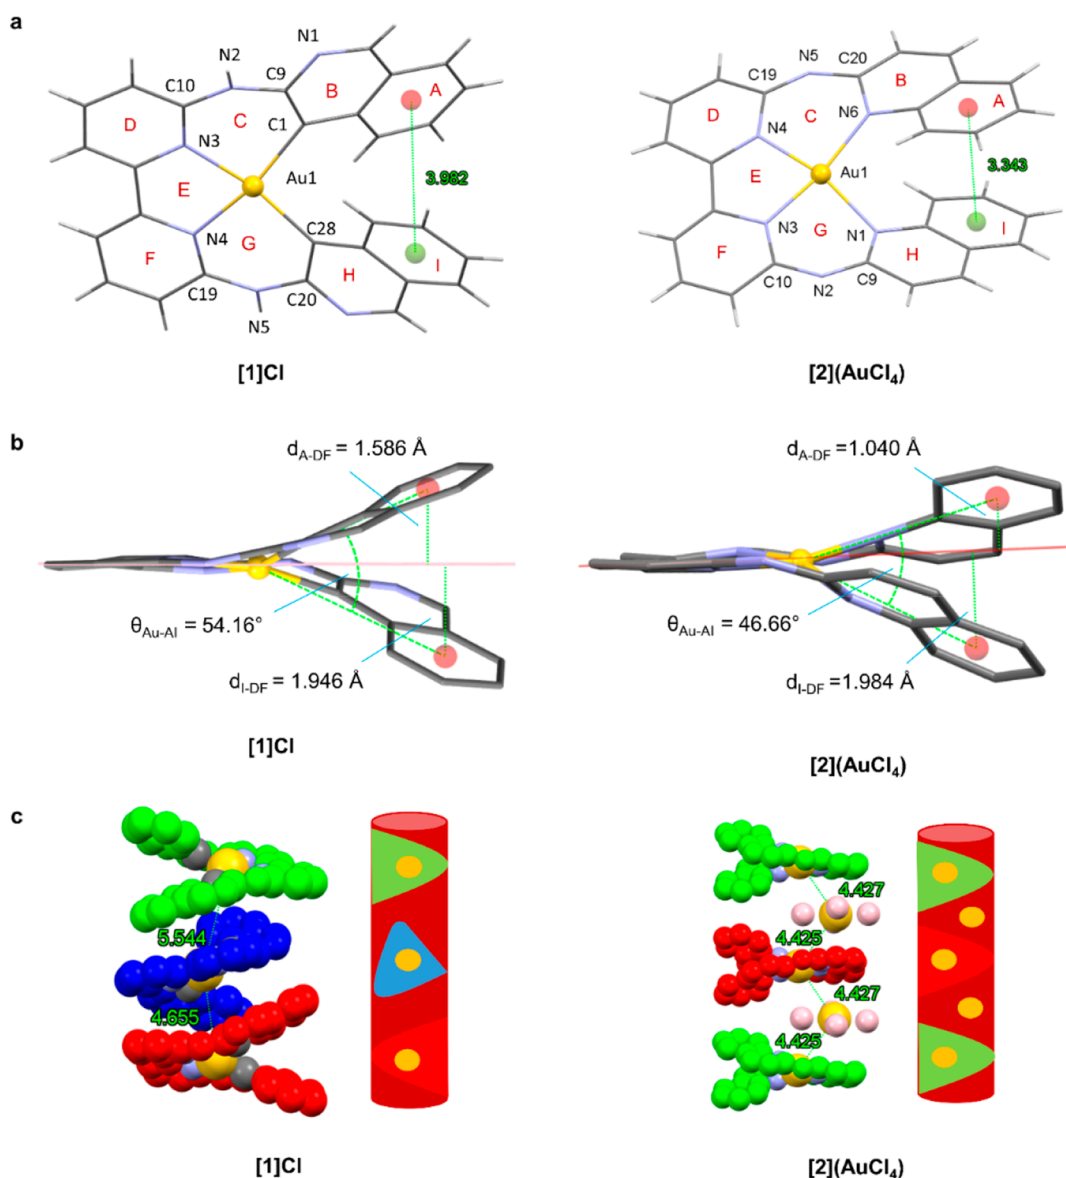 a
N2
N1
C10
C9
B
A
D
C
C1
N3
Au1
3.982
E
N4
C28
G
F
H
I
C19
C20
N5
[1]Cl
N5
C20
C19
B
A
D
C
N6
N4
Au1
3.343
E
N3
G
N1
I
F
H
C10
C9
N2
[2](AuCl4)
b
dA-DF = 1.586 Å
θAu-AI = 54.16°
dI-DF = 1.946 Å
[1]Cl
dA-DF = 1.040 Å
θAu-AI = 46.66°
dI-DF = 1.984 Å
[2](AuCl4)
c
5.544
4.655
[1]Cl
4.427
4.425
4.427
4.425
[2](AuCl4)